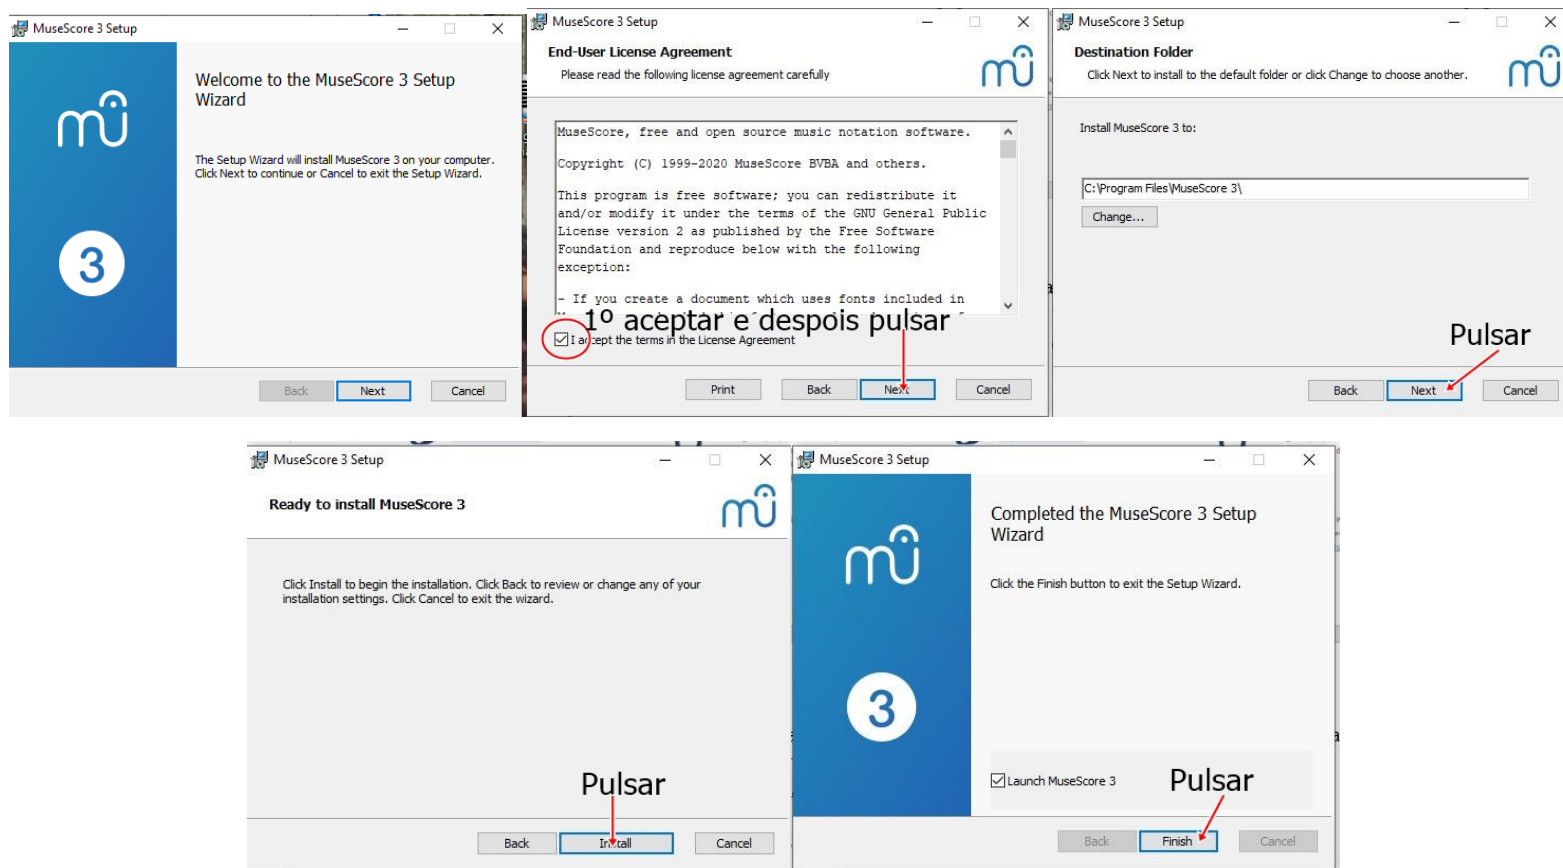 MuseScore 3 Setup
Welcome to the MuseScore 3 Setup
Wizard
The Setup Wizard will install MuseScore 3 on your computer.
Click Next to continue or Cancel to exit the Setup Wizard.
3
Back Next Cancel
MuseScore 3 Setup
End-User License Agreement
Please read the following license agreement carefully
MuseScore, free and open source music notation software.
Copyright (C) 1999-2020 MuseScore BVBA and others.
This program is free software; you can redistribute it
and/or modify it under the terms of the GNU General Public
License version 2 as published by the Free Software
Foundation and reproduce below with the following
exception:
- If you create a document which uses fonts included in
1º aceptar e despois pulsar
I accept the terms in the License Agreement
Print Back Next Cancel
MuseScore 3 Setup
Destination Folder
Click Next to install to the default folder or click Change to choose another.
Install MuseScore 3 to:
C:\Program Files\MuseScore 3\
Change...
Pulsar
Back Next Cancel
MuseScore 3 Setup
Ready to install MuseScore 3
Click Install to begin the installation. Click Back to review or change any of your
installation settings. Click Cancel to exit the wizard.
Pulsar
Back Install Cancel
MuseScore 3 Setup
Completed the MuseScore 3 Setup
Wizard
Click the Finish button to exit the Setup Wizard.
3
Launch MuseScore 3
Pulsar
Back Finish Cancel